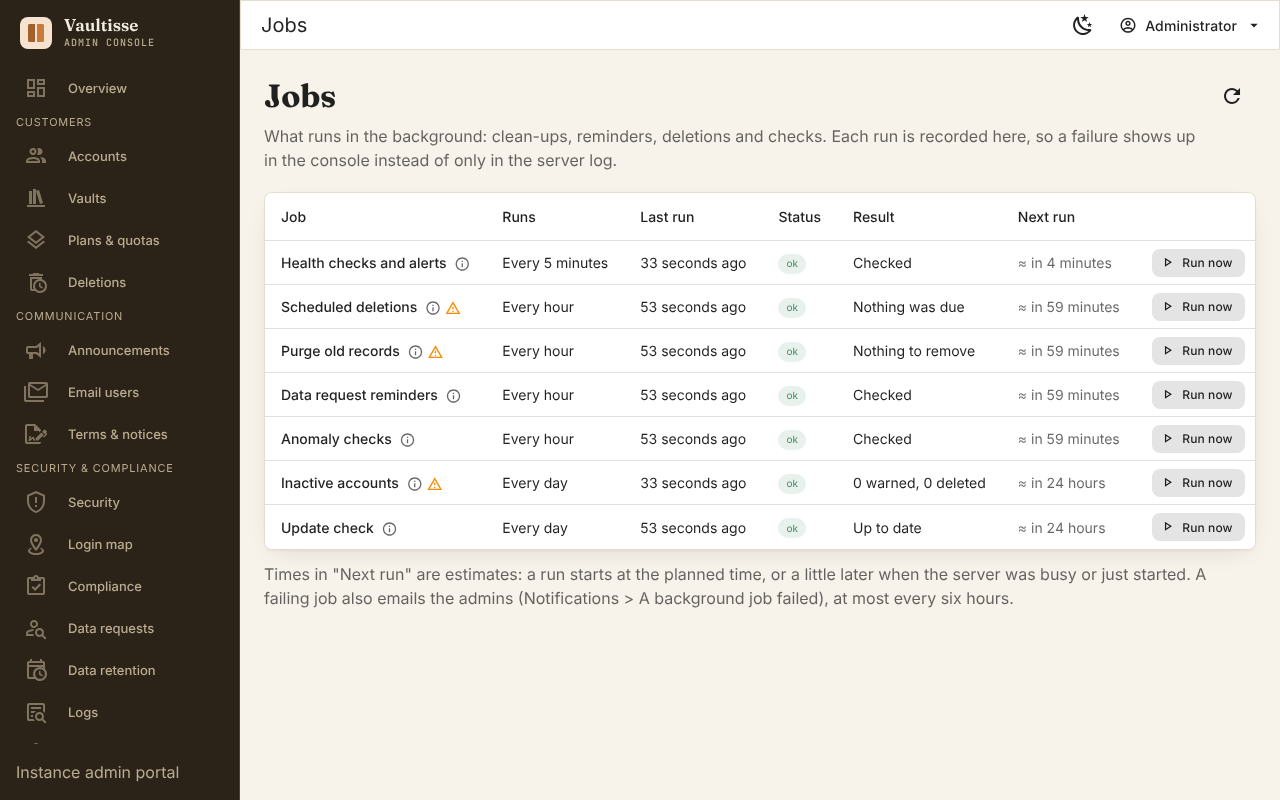 Vaultisse
ADMIN CONSOLE
Overview
CUSTOMERS
Accounts
Vaults
Plans & quotas
Deletions
COMMUNICATION
Announcements
Email users
Terms & notices
SECURITY & COMPLIANCE
Security
Login map
Compliance
Data requests
Data retention
Logs
Instance admin portal
Jobs
Administrator
Jobs
What runs in the background: clean-ups, reminders, deletions and checks. Each run is recorded here, so a failure shows up
in the console instead of only in the server log.
Job Runs Last run Status Result Next run
Health checks and alerts Every 5 minutes 33 seconds ago ok Checked ≈ in 4 minutes Run now
Scheduled deletions Every hour 53 seconds ago ok Nothing was due ≈ in 59 minutes Run now
Purge old records Every hour 53 seconds ago ok Nothing to remove ≈ in 59 minutes Run now
Data request reminders Every hour 53 seconds ago ok Checked ≈ in 59 minutes Run now
Anomaly checks Every hour 53 seconds ago ok Checked ≈ in 59 minutes Run now
Inactive accounts Every day 33 seconds ago ok 0 warned, 0 deleted ≈ in 24 hours Run now
Update check Every day 53 seconds ago ok Up to date ≈ in 24 hours Run now
Times in "Next run" are estimates: a run starts at the planned time, or a little later when the server was busy or just started. A
failing job also emails the admins (Notifications > A background job failed), at most every six hours.